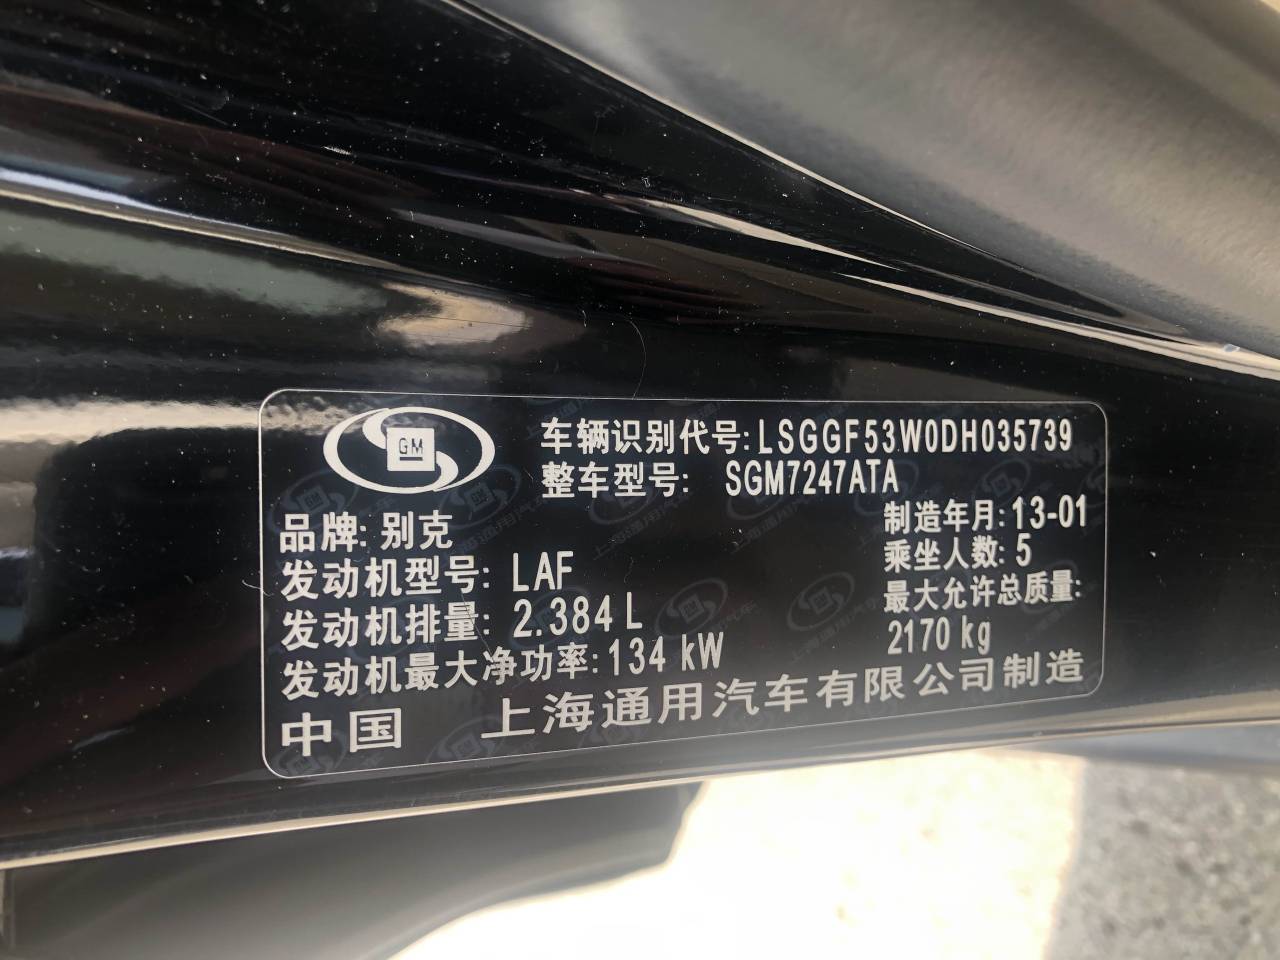 GM
车辆识别代号:LSGGF53W0DH035739
整车型号: SGM7247ATA
品牌: 别克
制造年月:13-01
发动机型号: LAF
乘坐人数: 5
发动机排量: 2.384 L
最大允许总质量:
2170 kg
发动机最大净功率:134 kW
中国 上海通用汽车有限公司制造